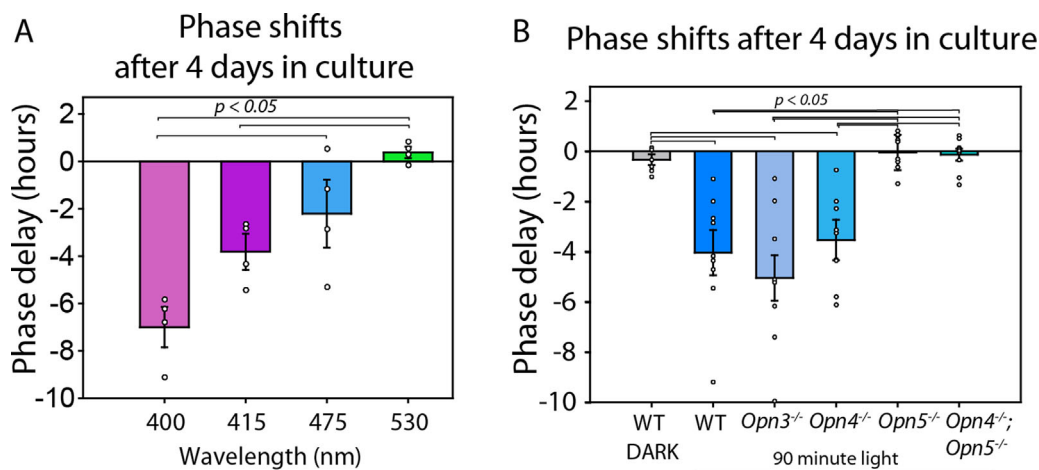 A
Phase shifts
after 4 days in culture
Phase delay (hours)
p < 0.05
2
0
-2
-4
-6
-8
-10
400 415 475 530
Wavelength (nm)
B
Phase shifts after 4 days in culture
Phase delay (hours)
p < 0.05
2
0
-2
-4
-6
-8
-10
WT WT Opn3-/- Opn4-/- Opn5-/- Opn4-/-;
DARK 90 minute light Opn5-/-